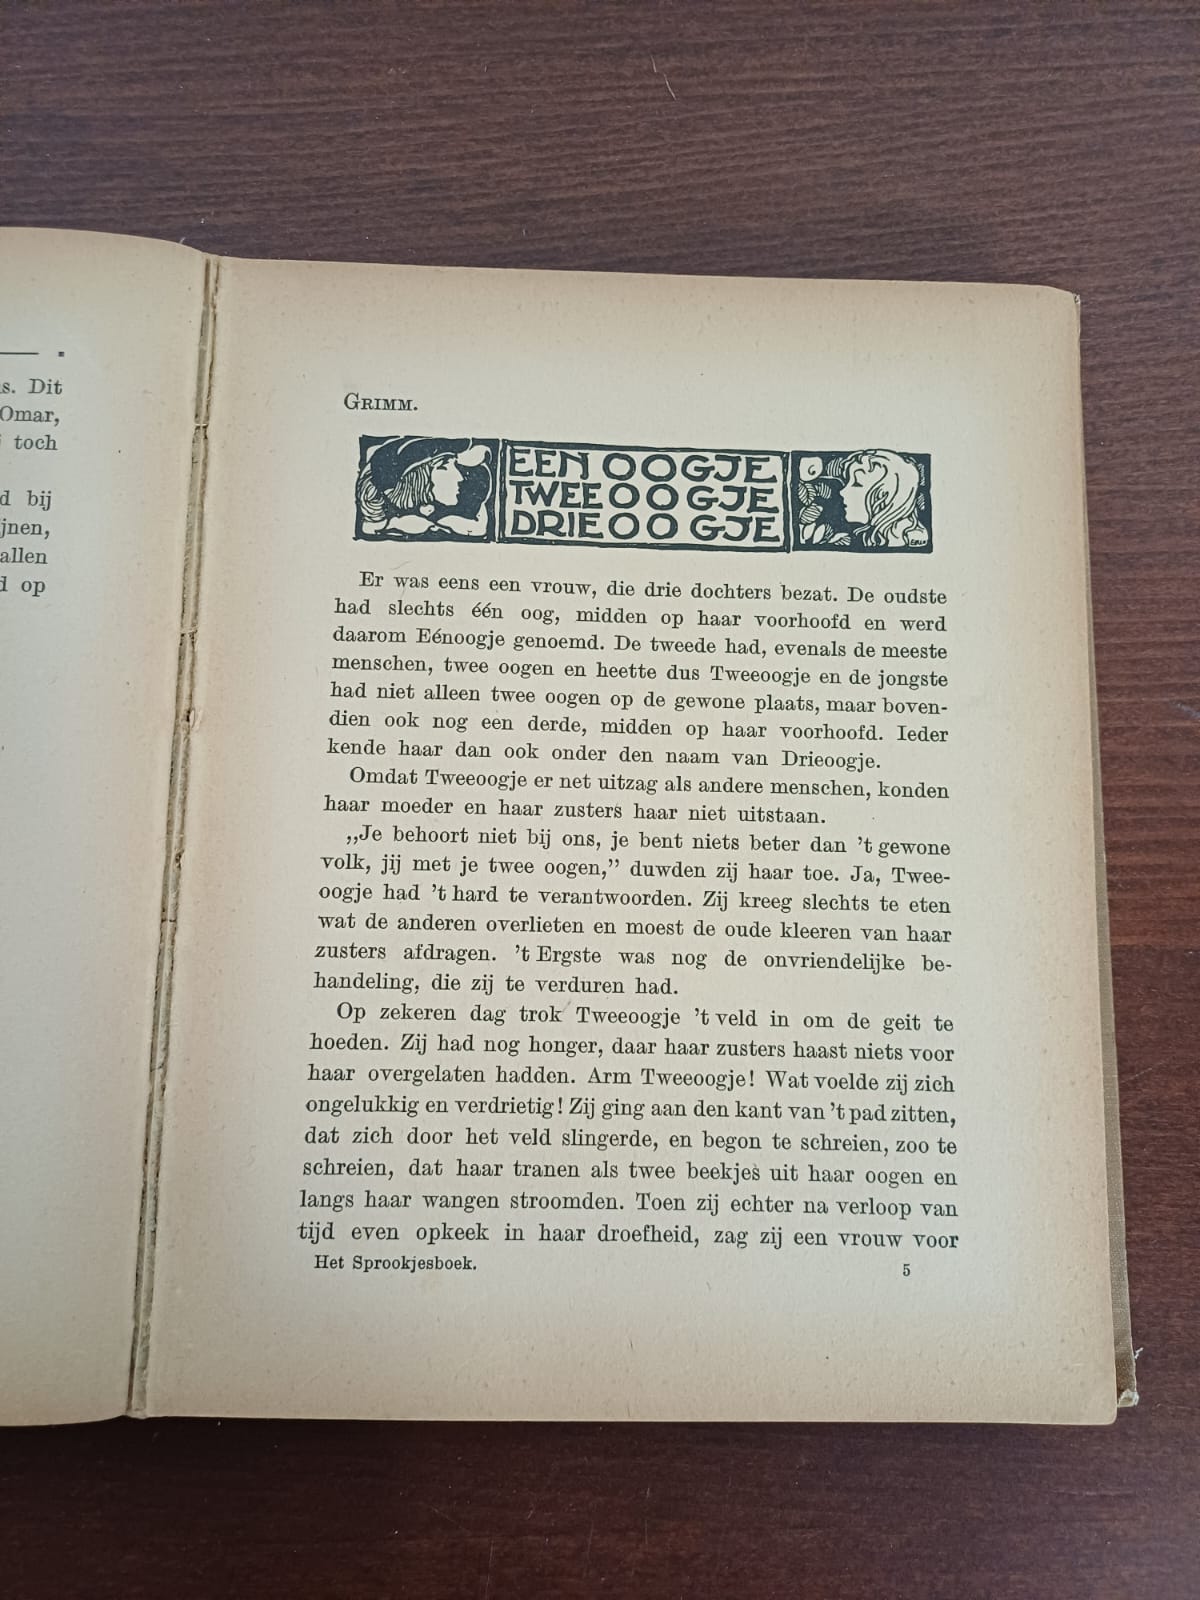 s. Dit
Omar,
toch
d bij
ijnen,
allen
d op
GRIMM.
EEN OOGJE
TWEE OOGJE
DRIE OOGJE
Er was eens een vrouw, die drie dochters bezat. De oudste
had slechts één oog, midden op haar voorhoofd en werd
daarom Eénoogje genoemd. De tweede had, evenals de meeste
menschen, twee oogen en heette dus Tweeoogje en de jongste
had niet alleen twee oogen op de gewone plaats, maar boven-
dien ook nog een derde, midden op haar voorhoofd. Ieder
kende haar dan ook onder den naam van Drieoogje.
Omdat Tweeoogje er net uitzag als andere menschen, konden
haar moeder en haar zusters haar niet uitstaan.
„Je behoort niet bij ons, je bent niets beter dan 't gewone
volk, jij met je twee oogen,” duwden zij haar toe. Ja, Twee-
oogje had 't hard te verantwoorden. Zij kreeg slechts te eten
wat de anderen overlieten en moest de oude kleeren van haar
zusters afdragen. 't Ergste was nog de onvriendelijke be-
handeling, die zij te verduren had.
Op zekeren dag trok Tweeoogje 't veld in om de geit te
hoeden. Zij had nog honger, daar haar zusters haast niets voor
haar overgelaten hadden. Arm Tweeoogje! Wat voelde zij zich
ongelukkig en verdrietig! Zij ging aan den kant van 't pad zitten,
dat zich door het veld slingerde, en begon te schreien, zoo te
schreien, dat haar tranen als twee beekjes uit haar oogen en
langs haar wangen stroomden. Toen zij echter na verloop van
tijd even opkeek in haar droefheid, zag zij een vrouw voor
Het Sprookjesboek.
5